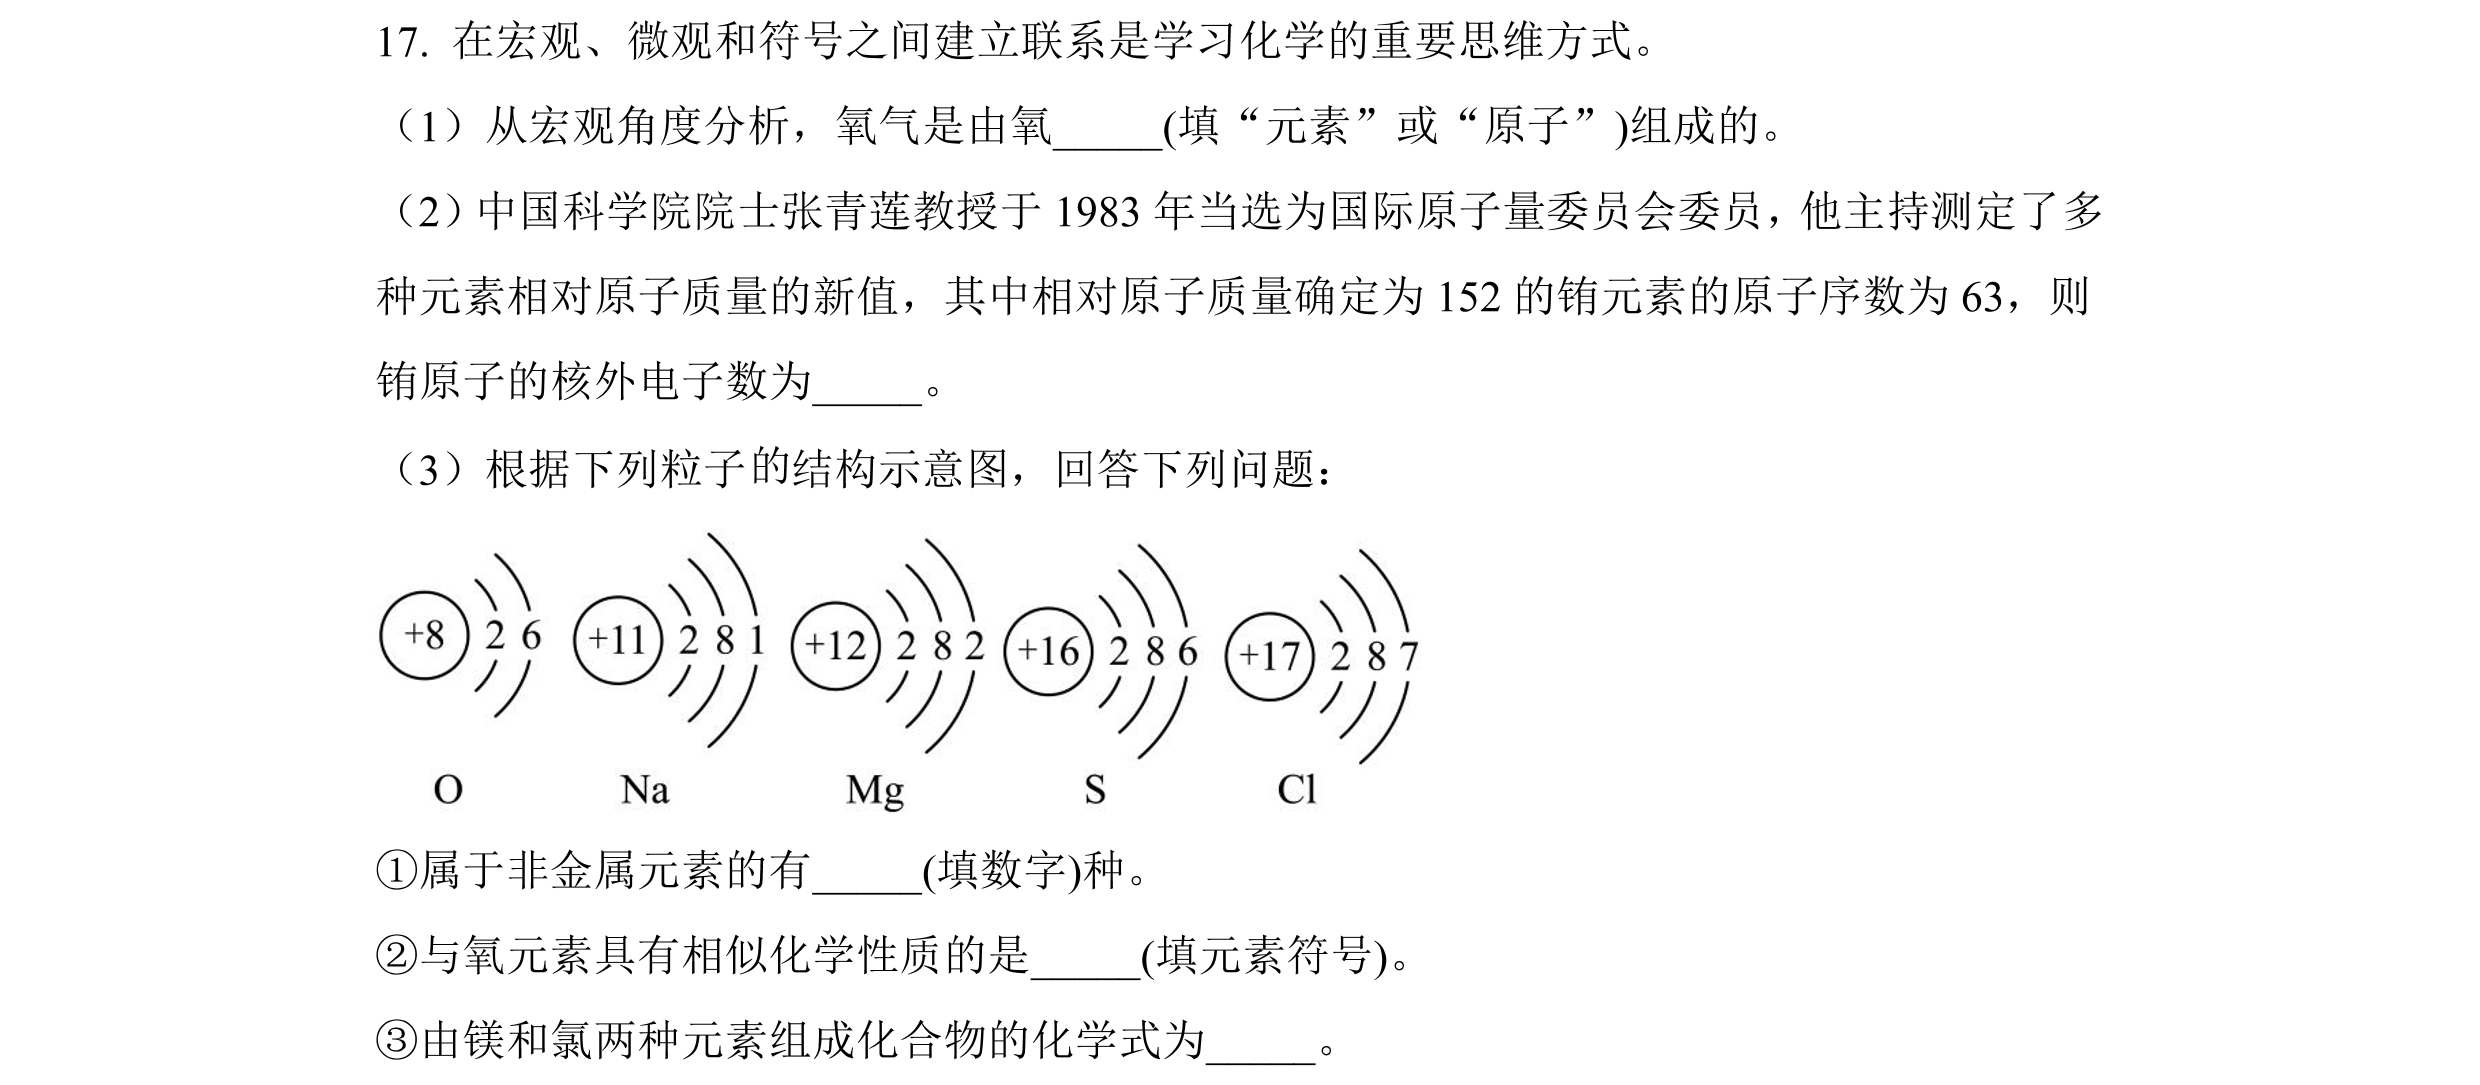 17. 在宏观、微观和符号之间建立联系是学习化学的重要思维方式。
（1）从宏观角度分析，氧气是由氧_____(填“元素”或“原子”)组成的。
（2）中国科学院院士张青莲教授于 1983 年当选为国际原子量委员会委员，他主持测定了多
种元素相对原子质量的新值，其中相对原子质量确定为 152 的铕元素的原子序数为 63，则
铕原子的核外电子数为_____。
（3）根据下列粒子的结构示意图，回答下列问题：
+8 2 6 +11 2 8 1 +12 2 8 2 +16 2 8 6 +17 2 8 7
O Na Mg S Cl
①属于非金属元素的有_____(填数字)种。
②与氧元素具有相似化学性质的是_____(填元素符号)。
③由镁和氯两种元素组成化合物的化学式为_____。